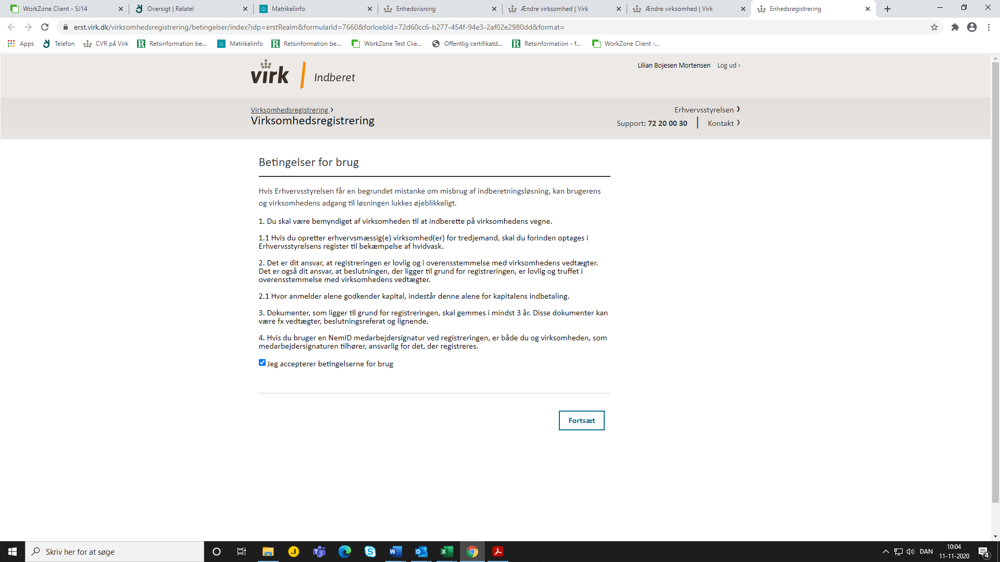 WorkZone Client - SJ14
Oversigt | Relatel
Matrikelinfo
Enhedsvisning
Ændre virksomhed | Virk
Ændre virksomhed | Virk
Enhedsregistrering
erst.virk.dk/virksomhedsregistrering/betingelser/index?idp=erstRealm&formularId=7660&forloebId=72d60cc6-b277-454f-94e3-2af02e2980dd&format=
Apps
Telefon
CVR på Virk
Retsinformation be...
Matrikelinfo
Retsinformation be...
WorkZone Test Clie...
Offentlig certifikatd...
Retsinformation - f...
WorkZone Client -...
virk
Indberet
Lilian Bojesen Mortensen
Log ud ›
Virksomhedsregistrering ›
Virksomhedsregistrering
Erhvervsstyrelsen ›
Support: 72 20 00 30 | Kontakt ›
Betingelser for brug
Hvis Erhvervsstyrelsen får en begrundet mistanke om misbrug af indberetningsløsning, kan brugerens
og virksomhedens adgang til løsningen lukkes øjeblikkeligt.
1. Du skal være bemyndiget af virksomheden til at indberette på virksomhedens vegne.
1.1 Hvis du opretter erhvervsmæssig(e) virksomhed(er) for tredjemand, skal du forinden optages i
Erhvervsstyrelsens register til bekæmpelse af hvidvask.
2. Det er dit ansvar, at registreringen er lovlig og i overensstemmelse med virksomhedens vedtægter.
Det er også dit ansvar, at beslutningen, der ligger til grund for registreringen, er lovlig og truffet i
overensstemmelse med virksomhedens vedtægter.
2.1 Hvor anmelder alene godkender kapital, indestår denne alene for kapitalens indbetaling.
3. Dokumenter, som ligger til grund for registreringen, skal gemmes i mindst 3 år. Disse dokumenter kan
være fx vedtægter, beslutningsreferat og lignende.
4. Hvis du bruger en NemID medarbejdersignatur ved registreringen, er både du og virksomheden, som
medarbejdersignaturen tilhører, ansvarlig for det, der registreres.
Jeg accepterer betingelserne for brug
Fortsæt
Skriv her for at søge
DAN
10:04
11-11-2020
4